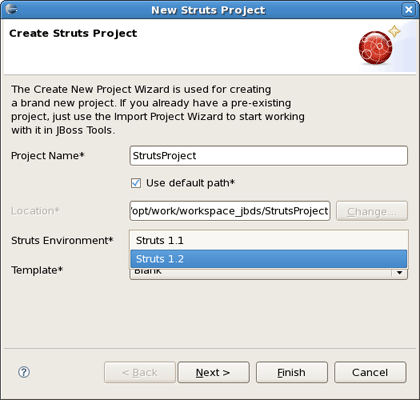 New Struts Project
Create Struts Project
The Create New Project Wizard is used for creating
a brand new project. If you already have a pre-existing
project, just use the Import Project Wizard to start working
with it in JBoss Tools.
Project Name* StrutsProject
Use default path*
Location* /opt/work/workspace_jbds/StrutsProject Change...
Struts Environment* Struts 1.1
Struts 1.2
Template* Blank
< Back Next > Finish Cancel